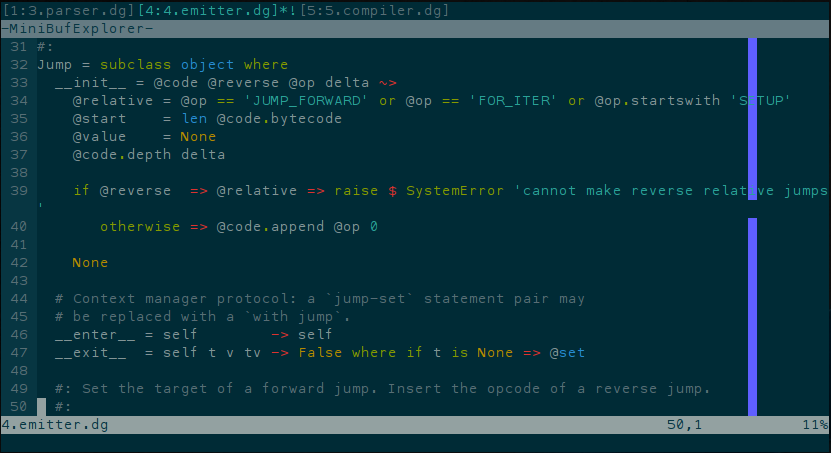 [1:3.parser.dg][4:4.emitter.dg]*![5:5.compiler.dg]
-MiniBufExplorer-
31 #:
32 Jump = subclass object where
33   __init__ = @code @reverse @op delta ~>
34     @relative = @op == 'JUMP_FORWARD' or @op == 'FOR_ITER' or @op.startswith 'SETUP'
35     @start    = len @code.bytecode
36     @value    = None
37     @code.depth delta
38
39     if @reverse  => @relative => raise $ SystemError 'cannot make reverse relative jumps
'
40        otherwise => @code.append @op 0
41
42     None
43
44   # Context manager protocol: a `jump-set` statement pair may
45   # be replaced with a `with jump`.
46   __enter__ = self         -> self
47   __exit__  = self t v tv -> False where if t is None => @set
48
49   #: Set the target of a forward jump. Insert the opcode of a reverse jump.
50   #:
4.emitter.dg 50,1 11%